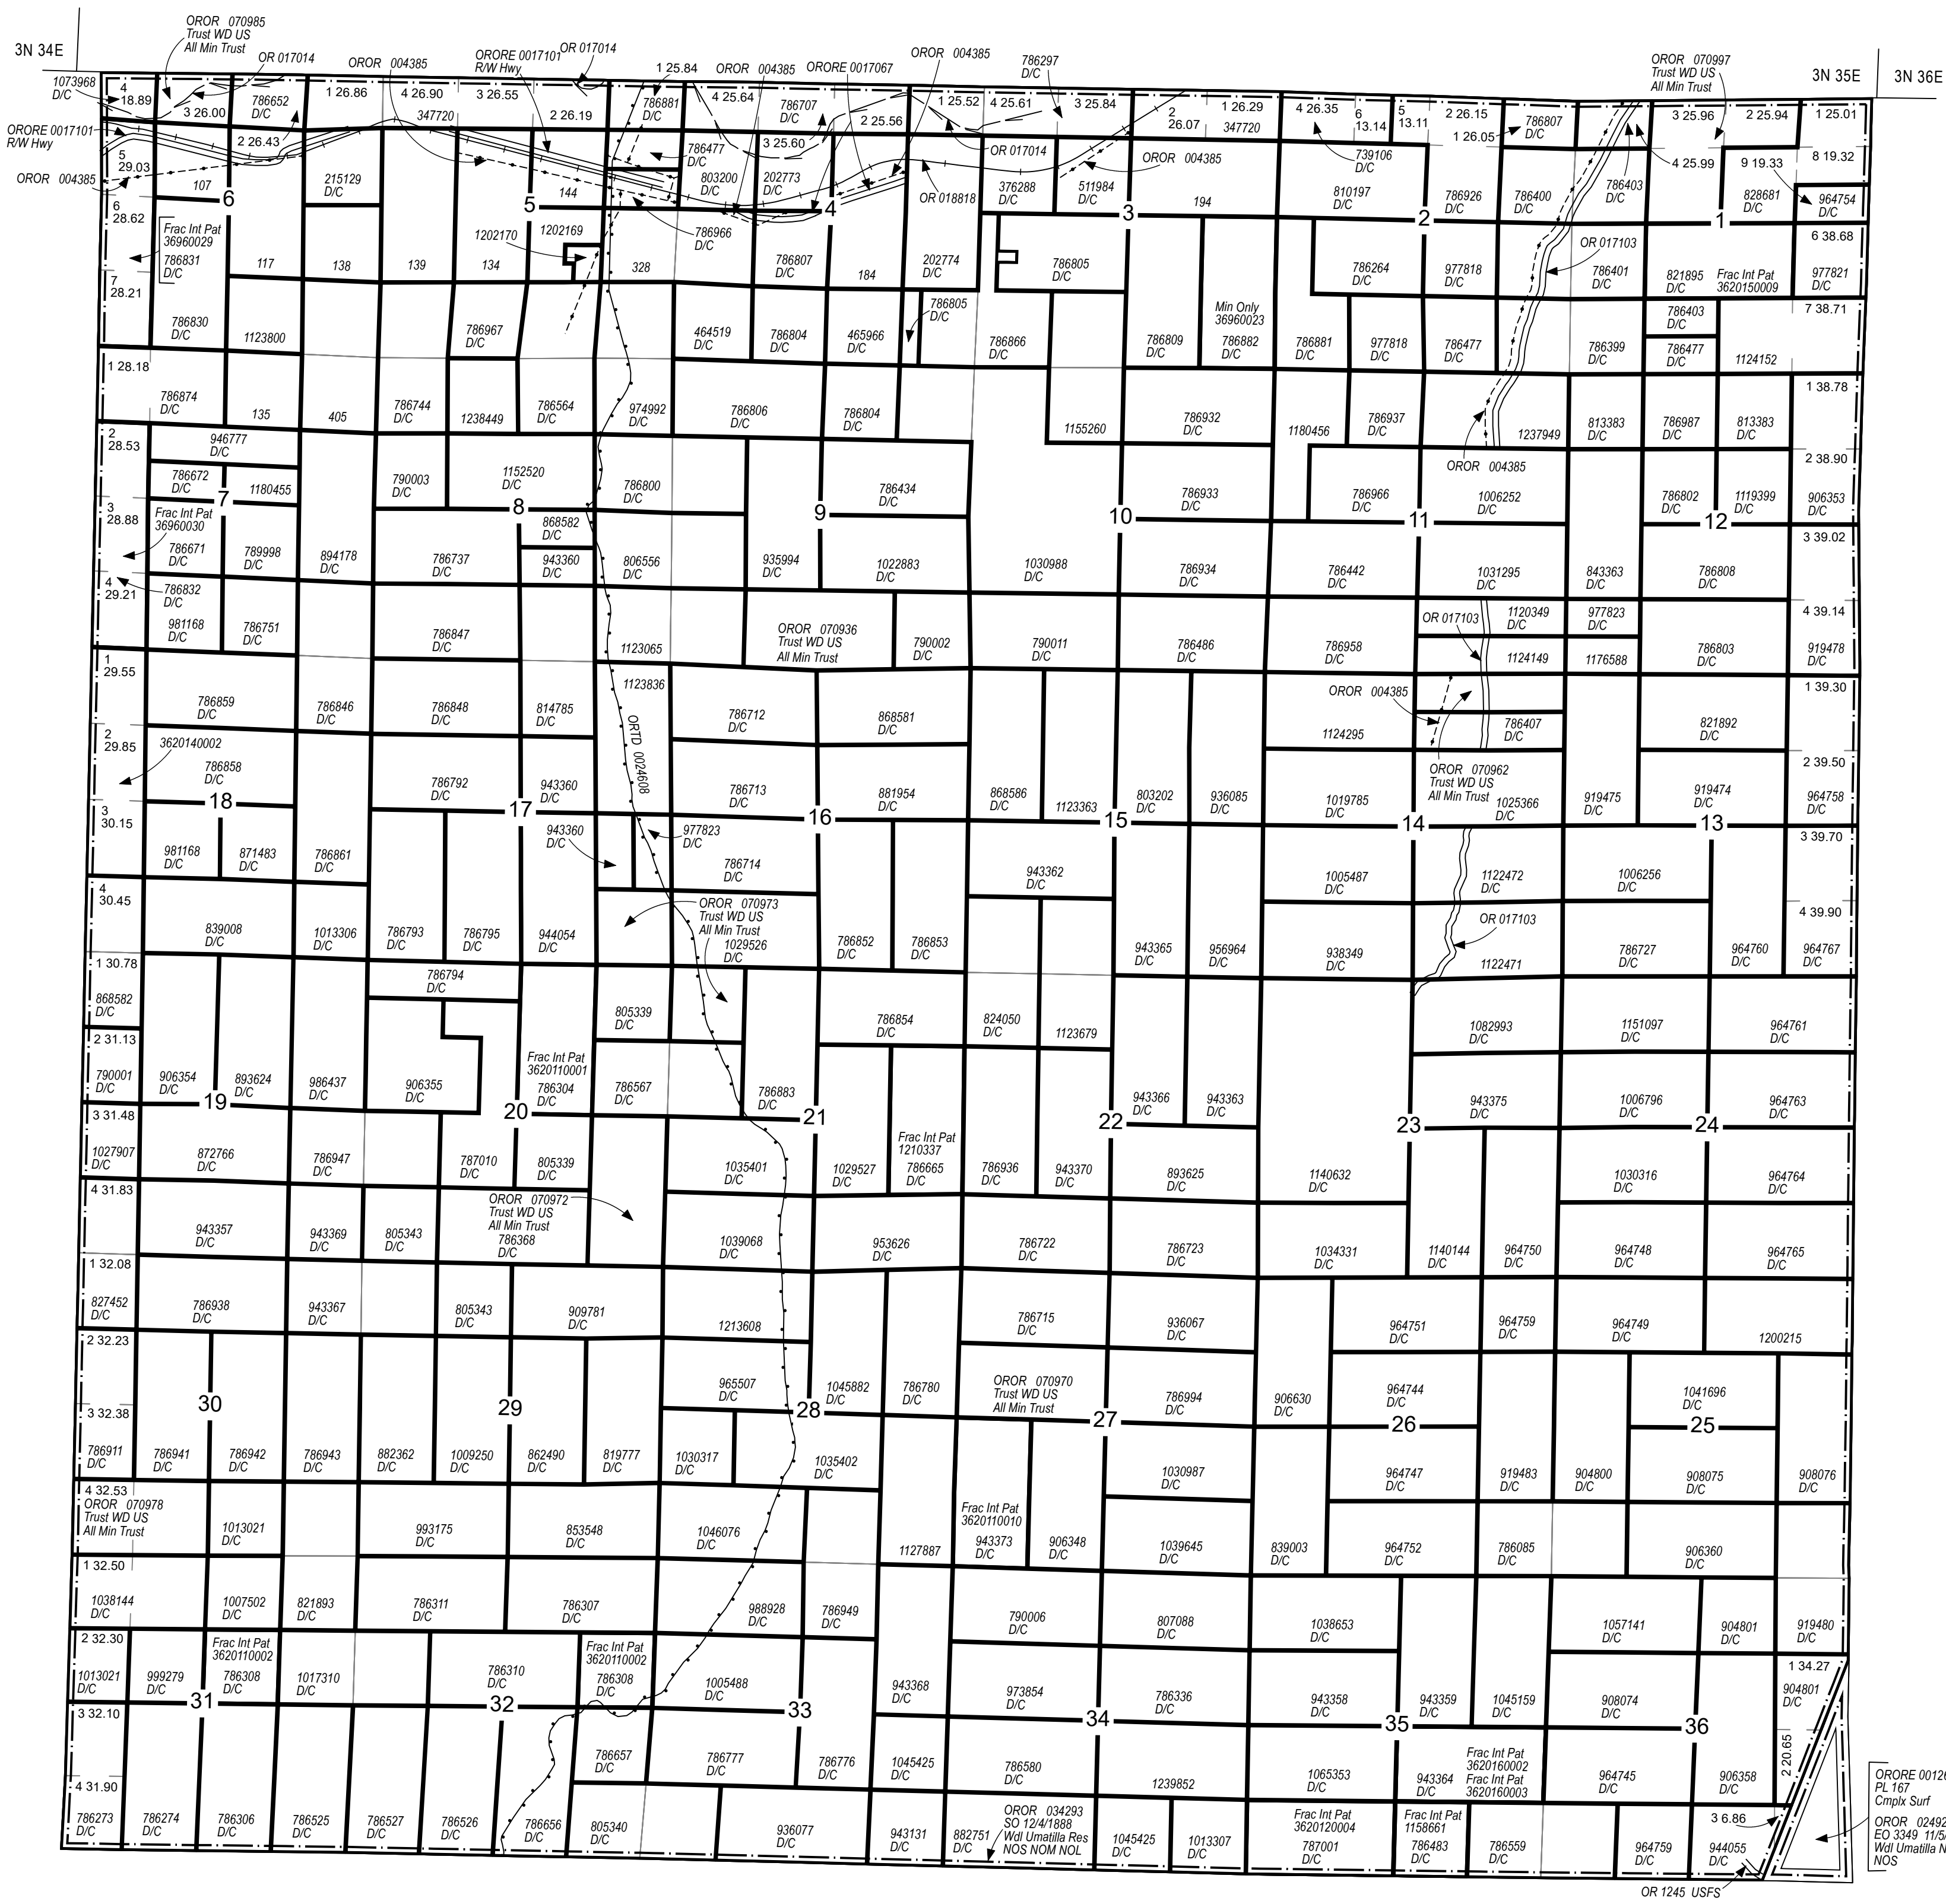 OROR 070985
Trust WD US
All Min Trust
OR 017014
3N 34E
1073968
D/C
OROR 004385
ORORE 0017101
R/W Hwy
OR 017014
1 25.84
OROR 004385
ORORE 0017067
OROR 004385
786297
D/C
OROR 070997
Trust WD US
All Min Trust
3N 35E
3N 36E
4
18.89
3 26.00
786652
D/C
1 26.86
4 26.90
3 26.55
2 26.19
786881
D/C
4 25.64
786707
D/C
2 25.56
1 25.52
4 25.61
3 25.84
2
26.07
1 26.29
347720
4 26.35
6
13.14
5
13.11
2 26.15
1 26.05
786807
D/C
3 25.96
2 25.94
1 25.01
ORORE 0017101
R/W Hwy
2 26.43
347720
786477
D/C
3 25.60
OR 017014
OROR 004385
739106
D/C
786403
D/C
4 25.99
9 19.33
8 19.32
OROR 004385
5
29.03
107
6
215129
D/C
5
144
803200
D/C
202773
D/C
4
OR 018818
376288
D/C
511984
D/C
3
194
810197
D/C
2
786926
D/C
786400
D/C
1
828681
D/C
964754
D/C
6
28.62
Frac Int Pat
36960029
786831
D/C
117
138
139
134
1202170
1202169
328
786966
D/C
786807
D/C
184
202774
D/C
786805
D/C
786264
D/C
977818
D/C
OR 017103
786401
D/C
821895
D/C
Frac Int Pat
3620150009
6 38.68
977821
D/C
7
28.21
786830
D/C
1123800
786967
D/C
464519
D/C
786804
D/C
465966
D/C
786805
D/C
786866
D/C
786809
D/C
Min Only
36960023
786882
D/C
786881
D/C
977818
D/C
786477
D/C
786399
D/C
786403
D/C
786477
D/C
1124152
7 38.71
1 28.18
786874
D/C
135
405
786744
D/C
1238449
786564
D/C
974992
D/C
786806
D/C
786804
D/C
1155260
786932
D/C
1180456
786937
D/C
1237949
813383
D/C
786987
D/C
813383
D/C
1 38.78
2
28.53
946777
D/C
786672
D/C
7
1180455
790003
D/C
1152520
D/C
8
786800
D/C
9
786434
D/C
10
786933
D/C
OROR 004385
786966
D/C
11
1006252
D/C
786802
D/C
1119399
D/C
12
2 38.90
906353
D/C
3
28.88
Frac Int Pat
36960030
786671
D/C
789998
D/C
894178
D/C
786737
D/C
868582
D/C
943360
D/C
806556
D/C
935994
D/C
1022883
D/C
1030988
D/C
786934
D/C
786442
D/C
1031295
D/C
843363
D/C
786808
D/C
3 39.02
4
29.21
786832
D/C
981168
D/C
786751
D/C
786847
D/C
1123065
OROR 070936
Trust WD US
All Min Trust
790002
D/C
790011
D/C
786486
D/C
786958
D/C
OR 017103
1120349
D/C
977823
D/C
1124149
1176588
786803
D/C
4 39.14
919478
D/C
1
29.55
786859
D/C
786846
D/C
786848
D/C
814785
D/C
1123836
ORTD 0024608
786712
D/C
868581
D/C
OROR 004385
1124295
786407
D/C
821892
D/C
1 39.30
2
29.85
3620140002
786858
D/C
18
786792
D/C
17
943360
D/C
786713
D/C
16
881954
D/C
868586
D/C
1123363
15
803202
D/C
936085
D/C
1019785
D/C
14
OROR 070962
Trust WD US
All Min Trust
1025366
D/C
919475
D/C
919474
D/C
13
2 39.50
964758
D/C
3
30.15
981168
D/C
871483
D/C
786861
D/C
943360
D/C
977823
D/C
786714
D/C
943362
D/C
1005487
D/C
1122472
D/C
1006256
D/C
3 39.70
4
30.45
839008
D/C
1013306
D/C
786793
D/C
786795
D/C
944054
D/C
OROR 070973
Trust WD US
All Min Trust
1029526
D/C
786852
D/C
786853
D/C
943365
D/C
956964
D/C
938349
D/C
OR 017103
1122471
786727
D/C
964760
D/C
4 39.90
964767
D/C
1 30.78
868582
D/C
786794
D/C
805339
D/C
786854
D/C
824050
D/C
1123679
1082993
D/C
1151097
D/C
964761
D/C
2 31.13
790001
D/C
906354
D/C
893624
D/C
19
986437
D/C
906355
D/C
20
Frac Int Pat
3620110001
786304
D/C
786567
D/C
786883
D/C
21
943366
D/C
943363
D/C
22
23
943375
D/C
1006796
D/C
24
964763
D/C
3 31.48
1027907
D/C
872766
D/C
786947
D/C
787010
D/C
805339
D/C
1035401
D/C
1029527
D/C
Frac Int Pat
1210337
786665
D/C
786936
D/C
943370
D/C
893625
D/C
1140632
D/C
1030316
D/C
964764
D/C
4 31.83
943357
D/C
943369
D/C
805343
D/C
OROR 070972
Trust WD US
All Min Trust
786368
D/C
1039068
D/C
953626
D/C
786722
D/C
786723
D/C
1034331
D/C
1140144
D/C
964750
D/C
964748
D/C
964765
D/C
1 32.08
827452
D/C
786938
D/C
943367
D/C
805343
D/C
909781
D/C
1213608
786715
D/C
936067
D/C
964751
D/C
964759
D/C
964749
D/C
1200215
2 32.23
30
29
965507
D/C
1045882
D/C
28
786780
D/C
OROR 070970
Trust WD US
All Min Trust
27
786994
D/C
906630
D/C
964744
D/C
26
1041696
D/C
25
3 32.38
786911
D/C
786941
D/C
786942
D/C
786943
D/C
882362
D/C
1009250
D/C
862490
D/C
819777
D/C
1030317
D/C
1035402
D/C
1030987
D/C
964747
D/C
919483
D/C
904800
D/C
908075
D/C
908076
D/C
4 32.53
OROR 070978
Trust WD US
All Min Trust
1013021
D/C
993175
D/C
853548
D/C
1046076
D/C
1127887
Frac Int Pat
3620110010
943373
D/C
906348
D/C
1039645
D/C
839003
D/C
964752
D/C
786085
D/C
906360
D/C
1 32.50
1038144
D/C
1007502
D/C
821893
D/C
786311
D/C
786307
D/C
988928
D/C
786949
D/C
790006
D/C
807088
D/C
1038653
D/C
1057141
D/C
904801
D/C
919480
D/C
2 32.30
1013021
D/C
999279
D/C
31
Frac Int Pat
3620110002
786308
D/C
1017310
D/C
786310
D/C
32
Frac Int Pat
3620110002
786308
D/C
1005488
D/C
33
943368
D/C
973854
D/C
34
786336
D/C
943358
D/C
35
943359
D/C
1045159
D/C
908074
D/C
36
1 34.27
904801
D/C
3 32.10
786657
D/C
786777
D/C
786776
D/C
1045425
D/C
786580
D/C
1239852
1065353
D/C
943364
D/C
Frac Int Pat
3620160002
Frac Int Pat
3620160003
964745
D/C
906358
D/C
2 20.65
4 31.90
786273
D/C
786274
D/C
786306
D/C
786525
D/C
786527
D/C
786526
D/C
786656
D/C
805340
D/C
936077
D/C
943131
D/C
882751
D/C
OROR 034293
SO 12/4/1888
Wdl Umatilla Res
NOS NOM NOL
1045425
D/C
1013307
D/C
Frac Int Pat
3620120004
787001
D/C
Frac Int Pat
1158661
786483
D/C
786559
D/C
964759
D/C
3 6.86
944055
D/C
OR 1245 USFS
ORORE 00126
PL 167
Cmplx Surf
OROR 02492
EO 3349 11/5/
Wdl Umatilla N
NOS